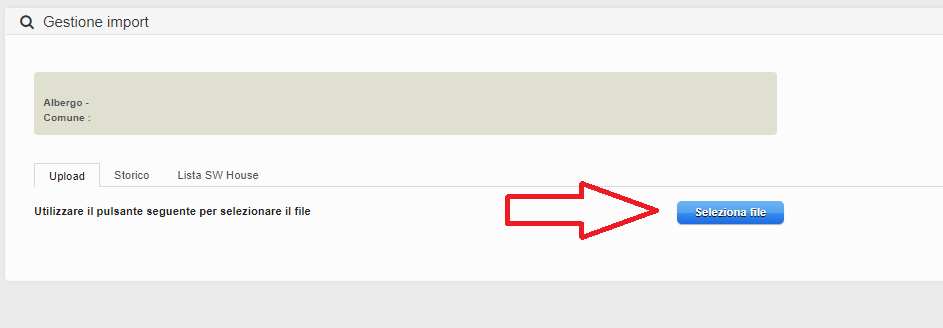 Gestione import
Albergo -
Comune :
Upload Storico Lista SW House
Utilizzare il pulsante seguente per selezionare il file Seleziona file